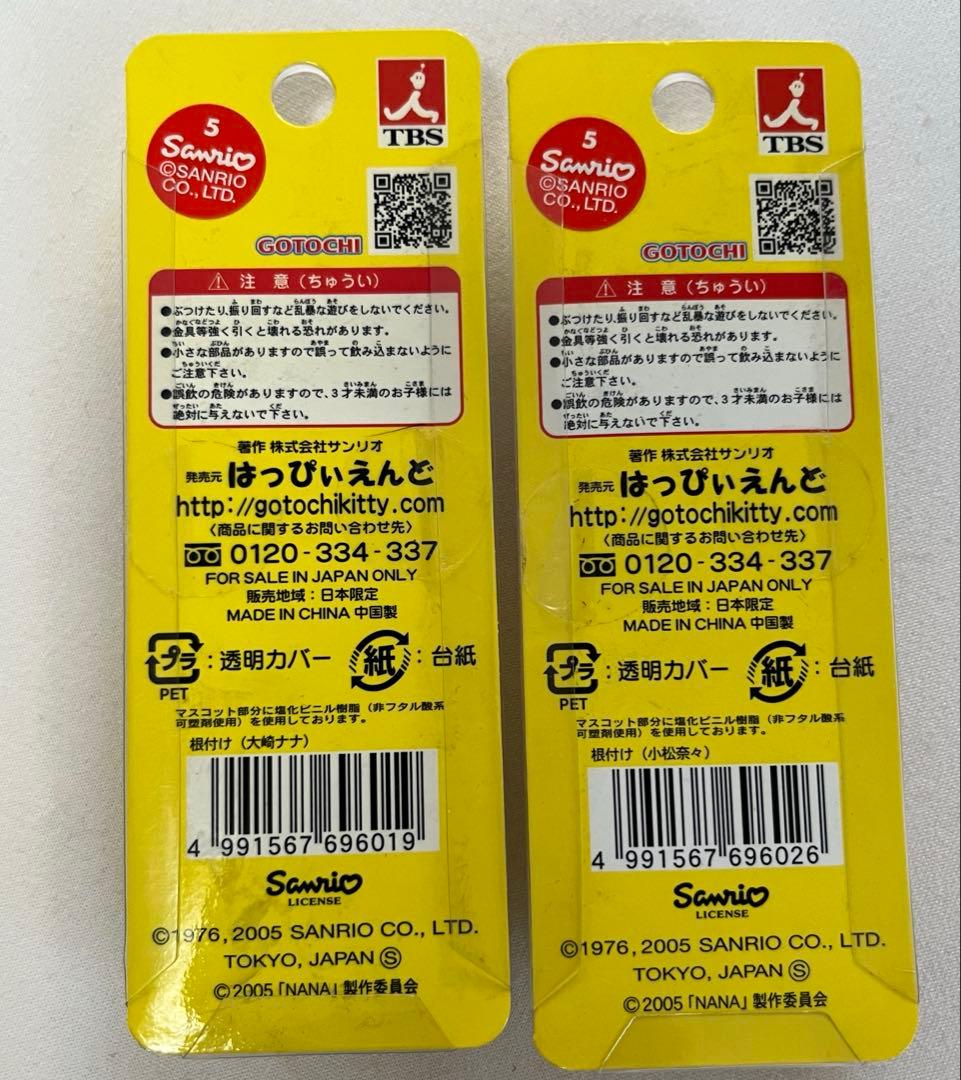 5
Sanrio
©SANRIO
CO., LTD.
TBS
GOTOCHI
⚠ 注 意（ちゅうい）
●ぶつけたり、振り回すなど乱暴な遊びをしないでください。
●金具等強く引くと壊れる恐れがあります。
●小さな部品がありますので誤って飲み込まないように
ご注意下さい。
●誤飲の危険がありますので、3才未満のお子様には
絶対に与えないで下さい。
著作 株式会社サンリオ
発売元 はっぴぃえんど
http://gotochikitty.com
〈商品に関するお問い合わせ先〉
0120-334-337
FOR SALE IN JAPAN ONLY
販売地域：日本限定
MADE IN CHINA 中国製
プラ：透明カバー 紙：台紙
PET
マスコット部分に塩化ビニル樹脂（非フタル酸系
可塑剤使用）を使用しております。
根付け（大崎ナナ）
4 991567 696019
Sanrio
LICENSE
©1976, 2005 SANRIO CO., LTD.
TOKYO, JAPAN Ⓢ
©2005「NANA」製作委員会
5
Sanrio
©SANRIO
CO., LTD.
TBS
GOTOCHI
⚠ 注 意（ちゅうい）
●ぶつけたり、振り回すなど乱暴な遊びをしないでください。
●金具等強く引くと壊れる恐れがあります。
●小さな部品がありますので誤って飲み込まないように
ご注意下さい。
●誤飲の危険がありますので、3才未満のお子様には
絶対に与えないで下さい。
著作 株式会社サンリオ
発売元 はっぴぃえんど
http://gotochikitty.com
〈商品に関するお問い合わせ先〉
0120-334-337
FOR SALE IN JAPAN ONLY
販売地域：日本限定
MADE IN CHINA 中国製
プラ：透明カバー 紙：台紙
PET
マスコット部分に塩化ビニル樹脂（非フタル酸系
可塑剤使用）を使用しております。
根付け（小松奈々）
4 991567 696026
Sanrio
LICENSE
©1976, 2005 SANRIO CO., LTD.
TOKYO, JAPAN Ⓢ
©2005「NANA」製作委員会